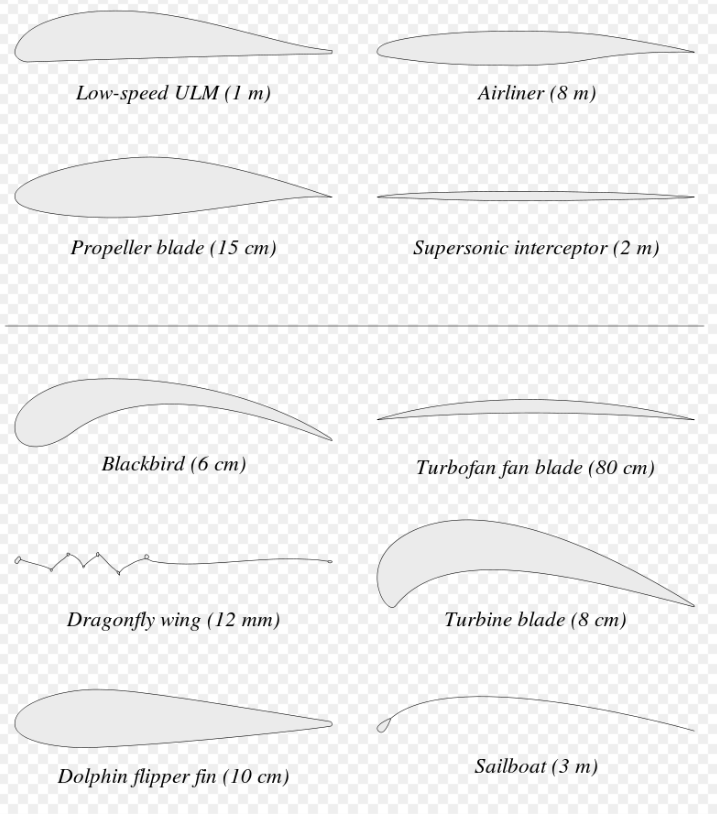 Low-speed ULM (1 m)
Airliner (8 m)
Propeller blade (15 cm)
Supersonic interceptor (2 m)
Blackbird (6 cm)
Turbofan fan blade (80 cm)
Dragonfly wing (12 mm)
Turbine blade (8 cm)
Dolphin flipper fin (10 cm)
Sailboat (3 m)